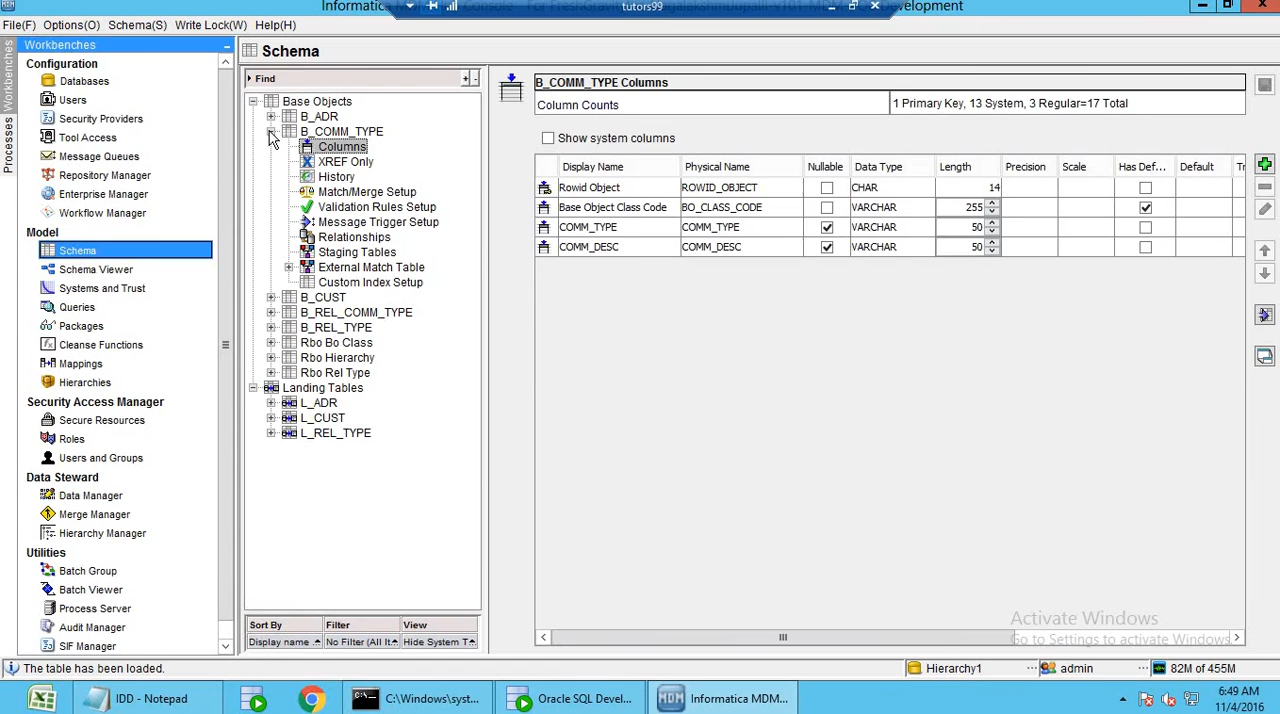 tutors99
File(F) Options(O) Schema(S) Write Lock(W) Help(H)
Workbenches
Processes
Workbenches
Configuration
Databases
Users
Security Providers
Tool Access
Message Queues
Repository Manager
Enterprise Manager
Workflow Manager
Model
Schema
Schema Viewer
Systems and Trust
Queries
Packages
Cleanse Functions
Mappings
Hierarchies
Security Access Manager
Secure Resources
Roles
Users and Groups
Data Steward
Data Manager
Merge Manager
Hierarchy Manager
Utilities
Batch Group
Batch Viewer
Process Server
Audit Manager
SIF Manager
Schema
Find
Base Objects
B_ADR
B_COMM_TYPE
Columns
XREF Only
History
Match/Merge Setup
Validation Rules Setup
Message Trigger Setup
Relationships
Staging Tables
External Match Table
Custom Index Setup
B_CUST
B_REL_COMM_TYPE
B_REL_TYPE
Rbo Bo Class
Rbo Hierarchy
Rbo Rel Type
Landing Tables
L_ADR
L_CUST
L_REL_TYPE
Sort By Filter View
Display name No Filter (All It Hide System T
B_COMM_TYPE Columns
Column Counts 1 Primary Key, 13 System, 3 Regular=17 Total
Show system columns
Display Name Physical Name Nullable Data Type Length Precision Scale Has Def... Default Tr
Rowid Object ROWID_OBJECT CHAR 14
Base Object Class Code BO_CLASS_CODE VARCHAR 255
COMM_TYPE COMM_TYPE VARCHAR 50
COMM_DESC COMM_DESC VARCHAR 50
Activate Windows
Go to Settings to activate Windows.
The table has been loaded. Hierarchy1 admin 82M of 455M
IDD - Notepad C:\Windows\syst... Oracle SQL Devel... Informatica MDM... 6:49 AM
11/4/2016